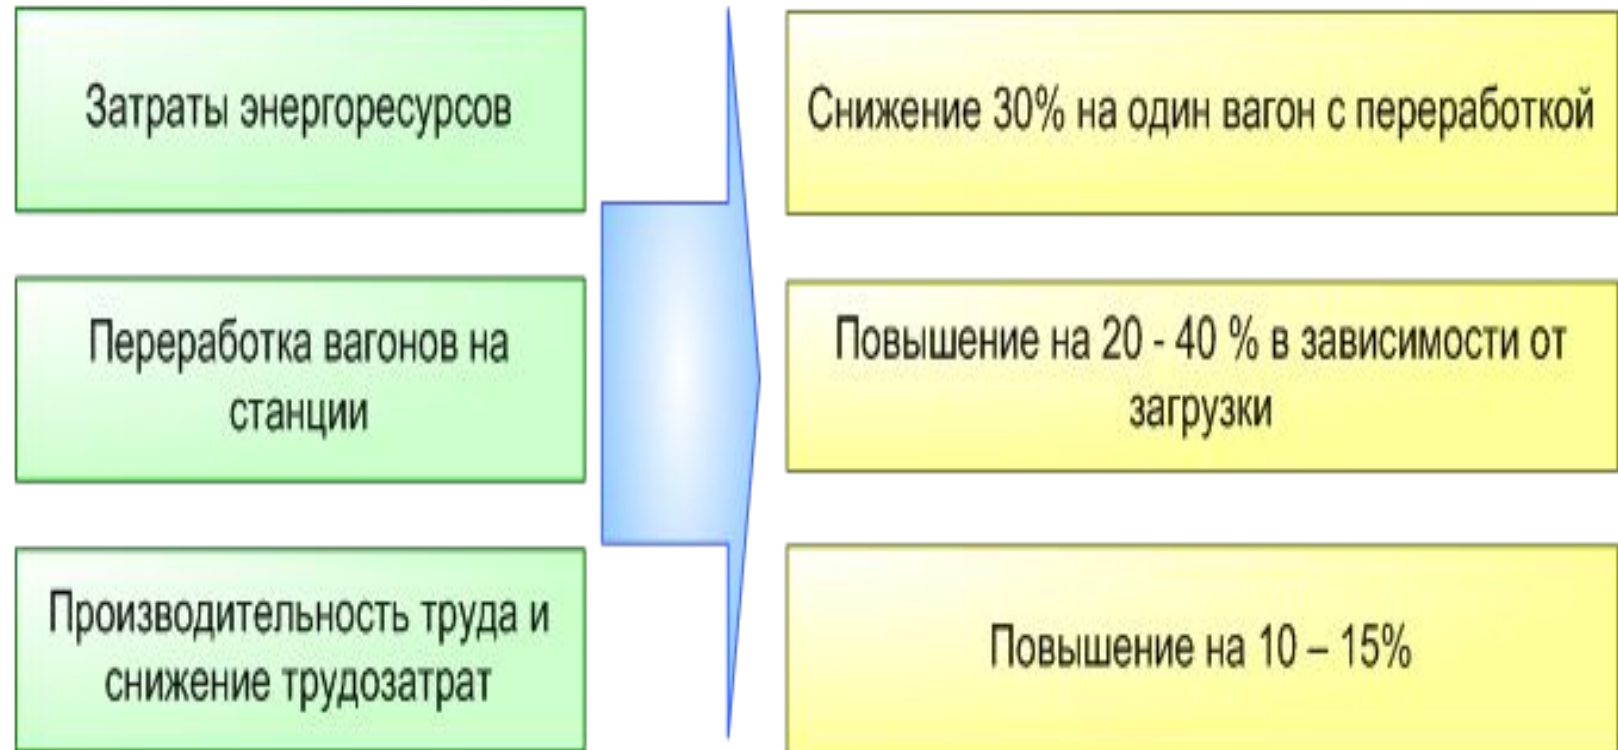 Затраты энергоресурсов
Снижение 30% на один вагон с переработкой
Переработка вагонов на
станции
Повышение на 20 - 40 % в зависимости от
загрузки
Производительность труда и
снижение трудозатрат
Повышение на 10 – 15%